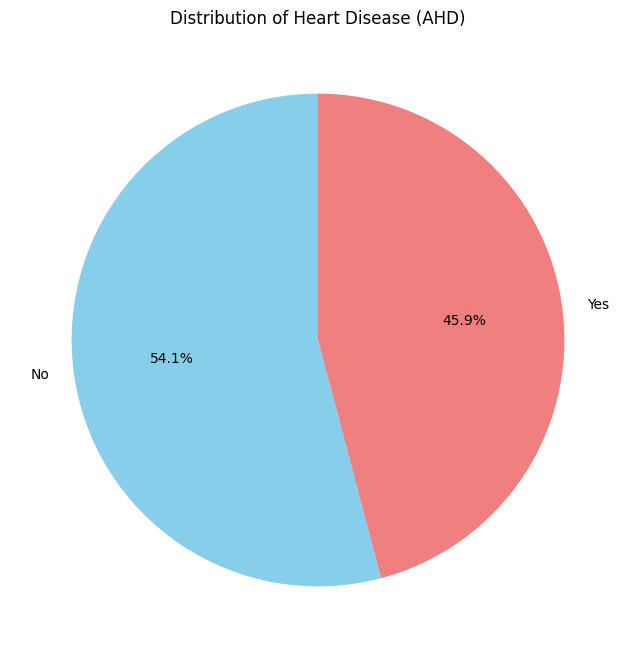 Distribution of Heart Disease (AHD)
Yes
45.9%
54.1%
No